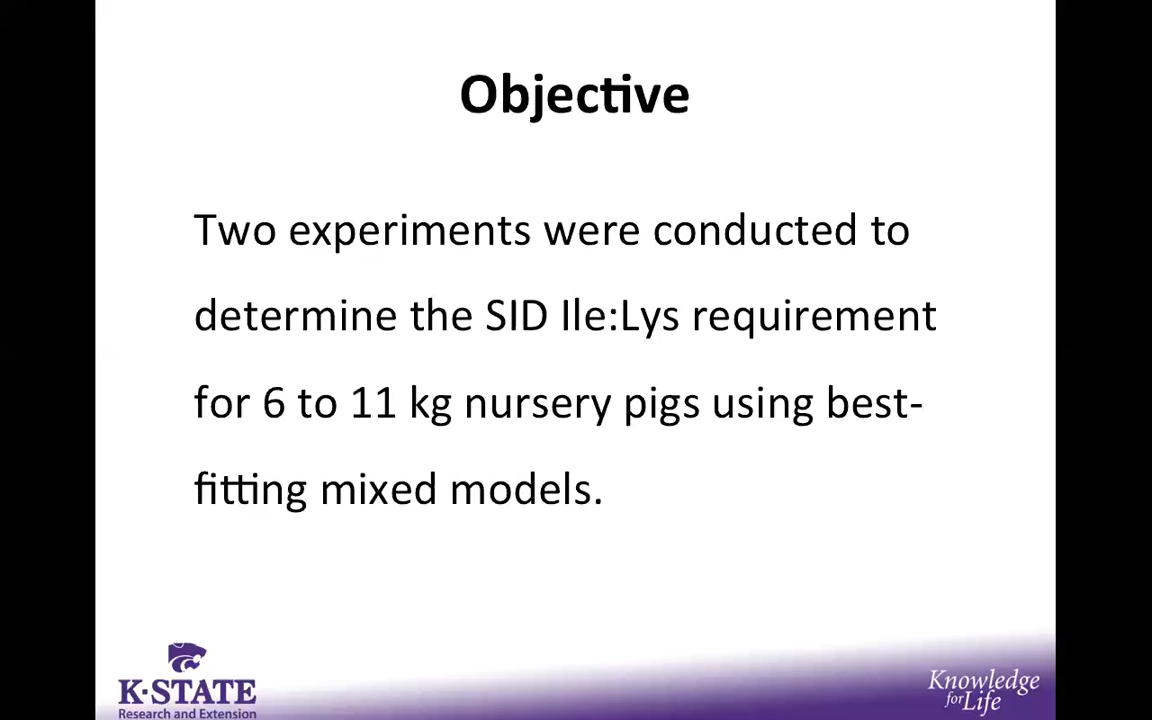 Objective
Two experiments were conducted to
determine the SID Ile:Lys requirement
for 6 to 11 kg nursery pigs using best-
fitting mixed models.
K-STATE
Research and Extension
Knowledge
for Life